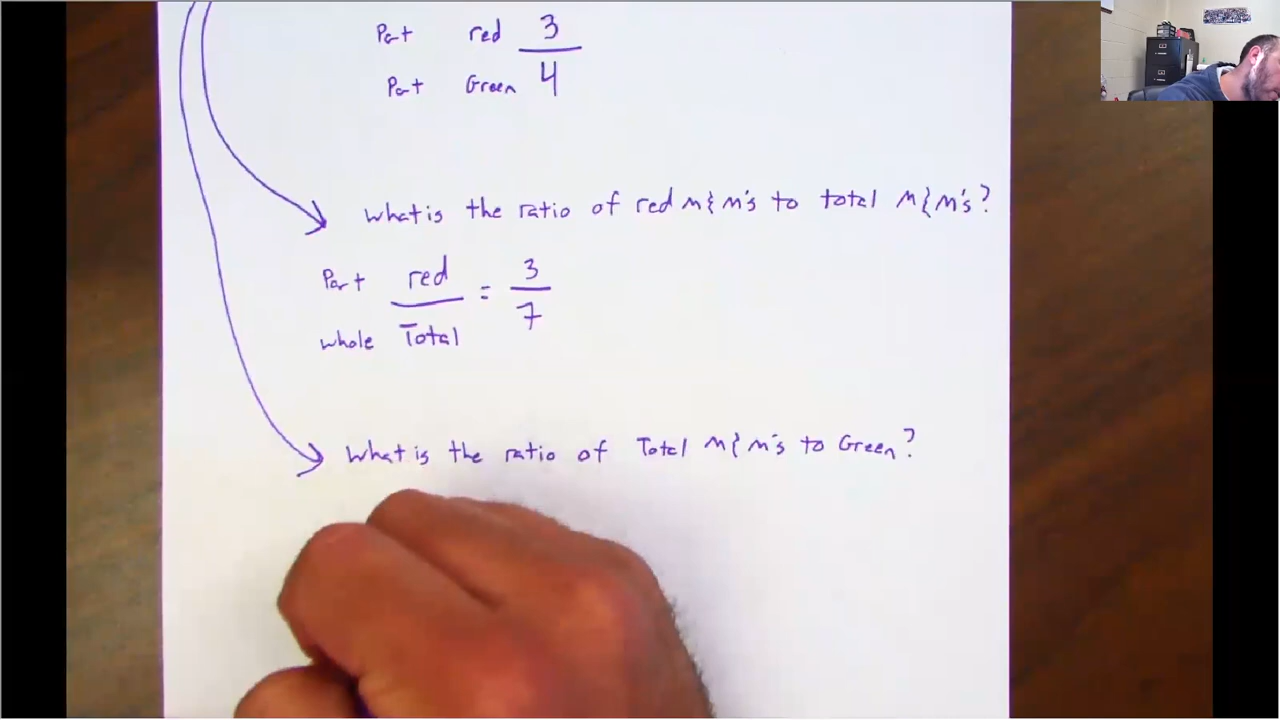 Part red 3
Part Green 4
What is the ratio of red M&M's to total M&M's?
Part red = 3
whole Total 7
What is the ratio of Total M&M's to Green?